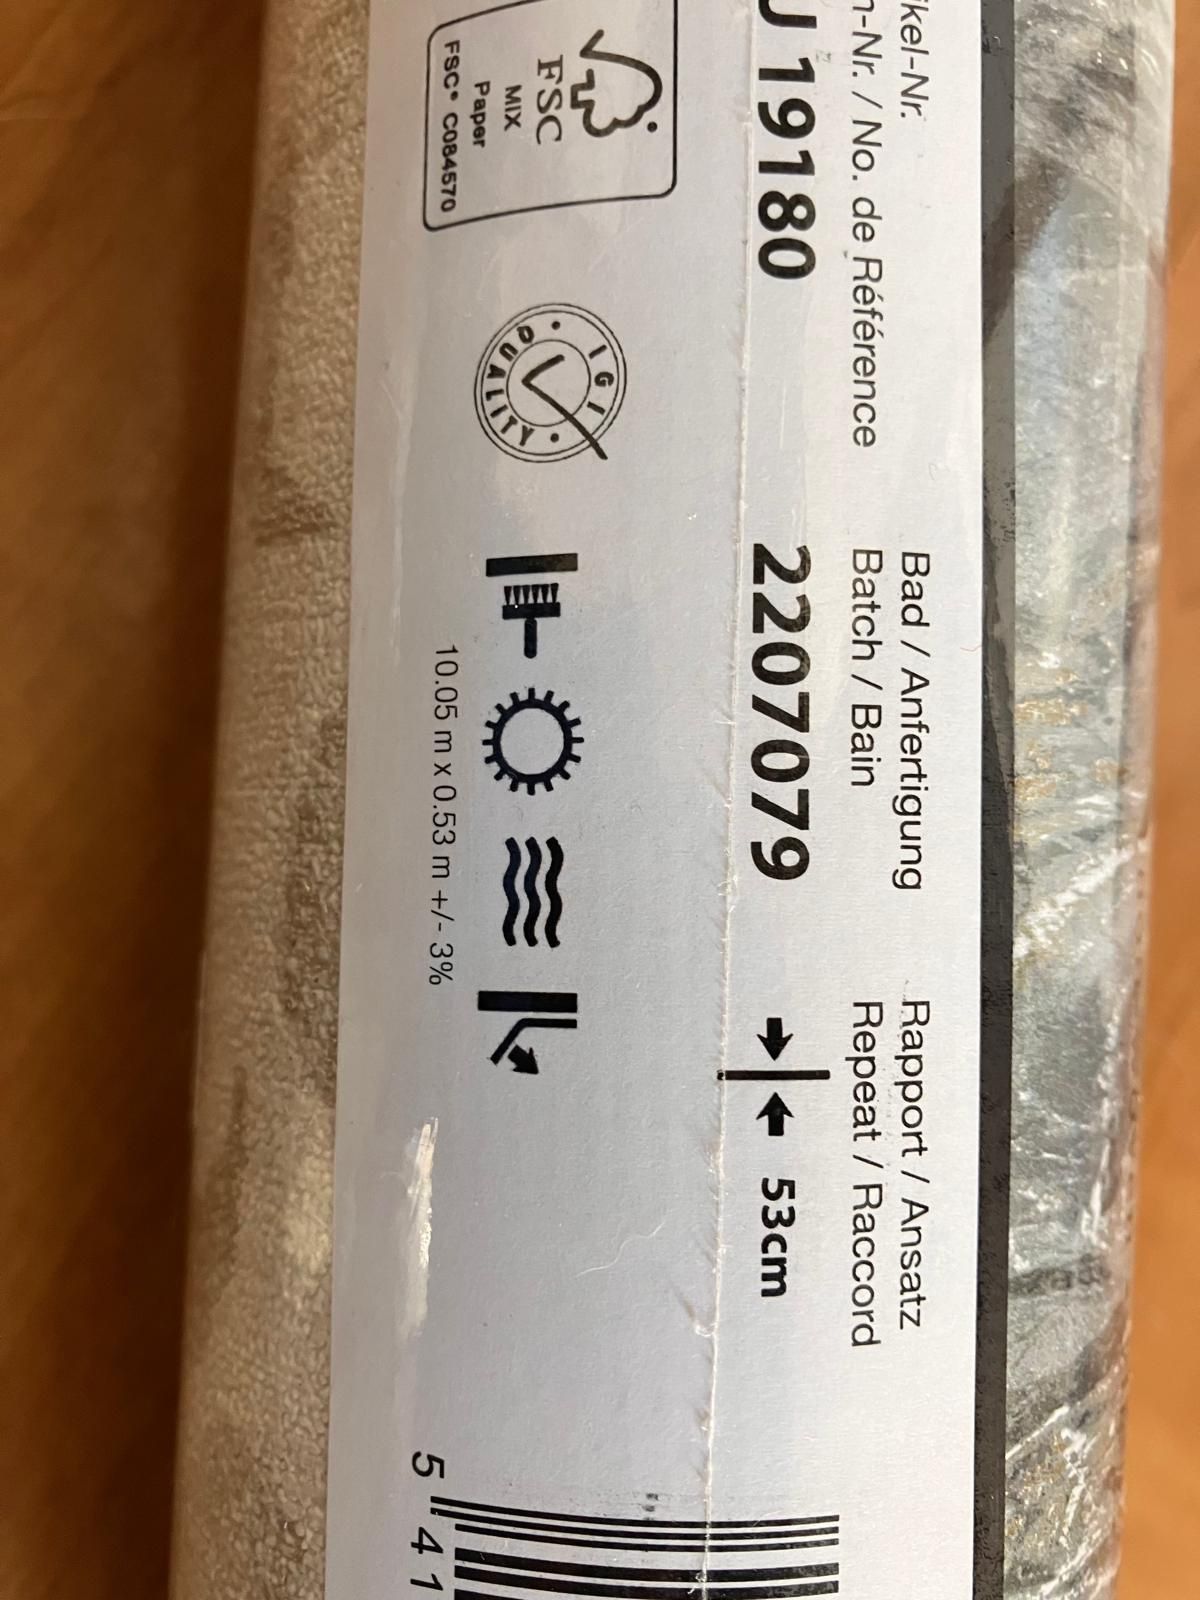 ikel-Nr.
n-Nr. / No. de Référence
J 19180
Bad / Anfertigung
Batch / Bain
2207079
Rapport / Ansatz
Repeat / Raccord
53cm
FSC
MIX
Paper
FSC® C084570
IGI
QUALITY
10.05 m x 0.53 m +/- 3%
5 41